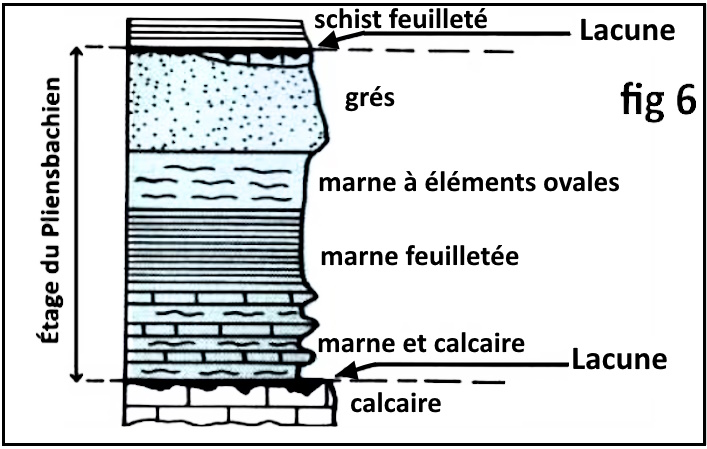 schist feuilleté
Lacune
fig 6
grés
marne à éléments ovales
Étage du Pliensbachien
marne feuilletée
marne et calcaire
Lacune
calcaire